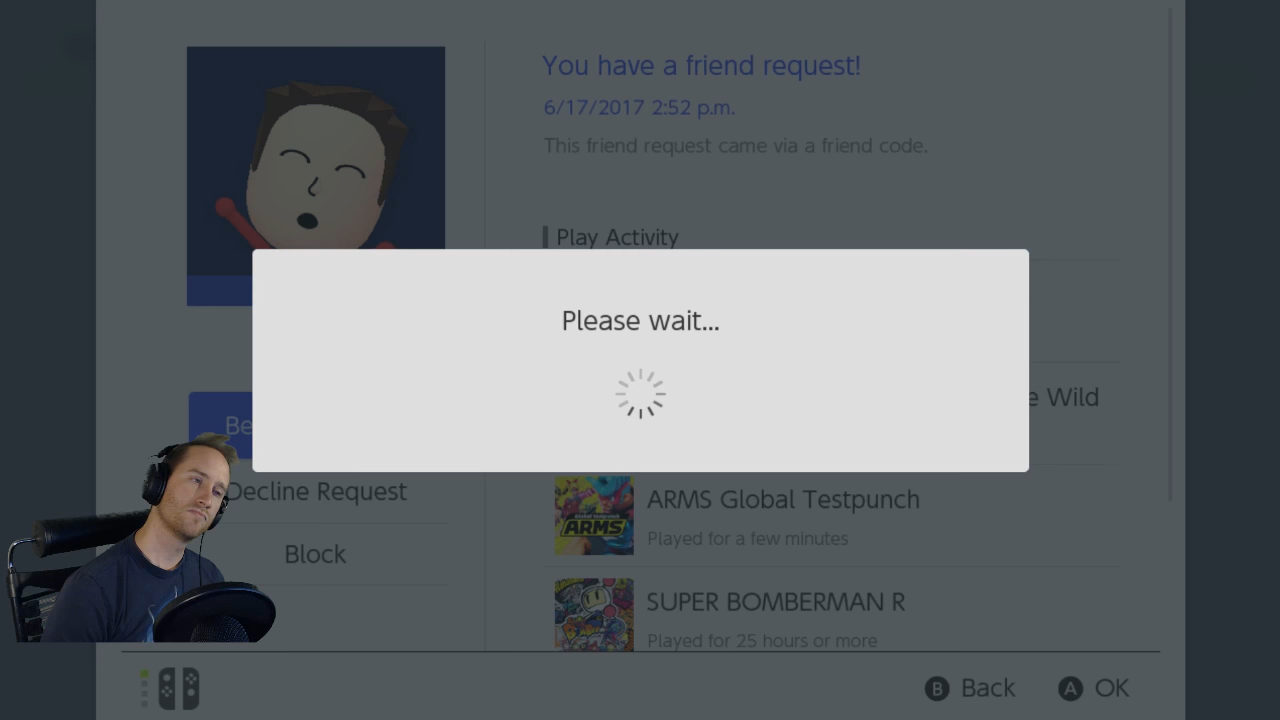 You have a friend request!
6/17/2017 2:52 p.m.
This friend request came via a friend code.
Play Activity
Please wait...
Be
Wild
Decline Request
ARMS Global Testpunch
Played for a few minutes
ARMS
Block
SUPER BOMBERMAN R
Played for 25 hours or more
B Back
A OK